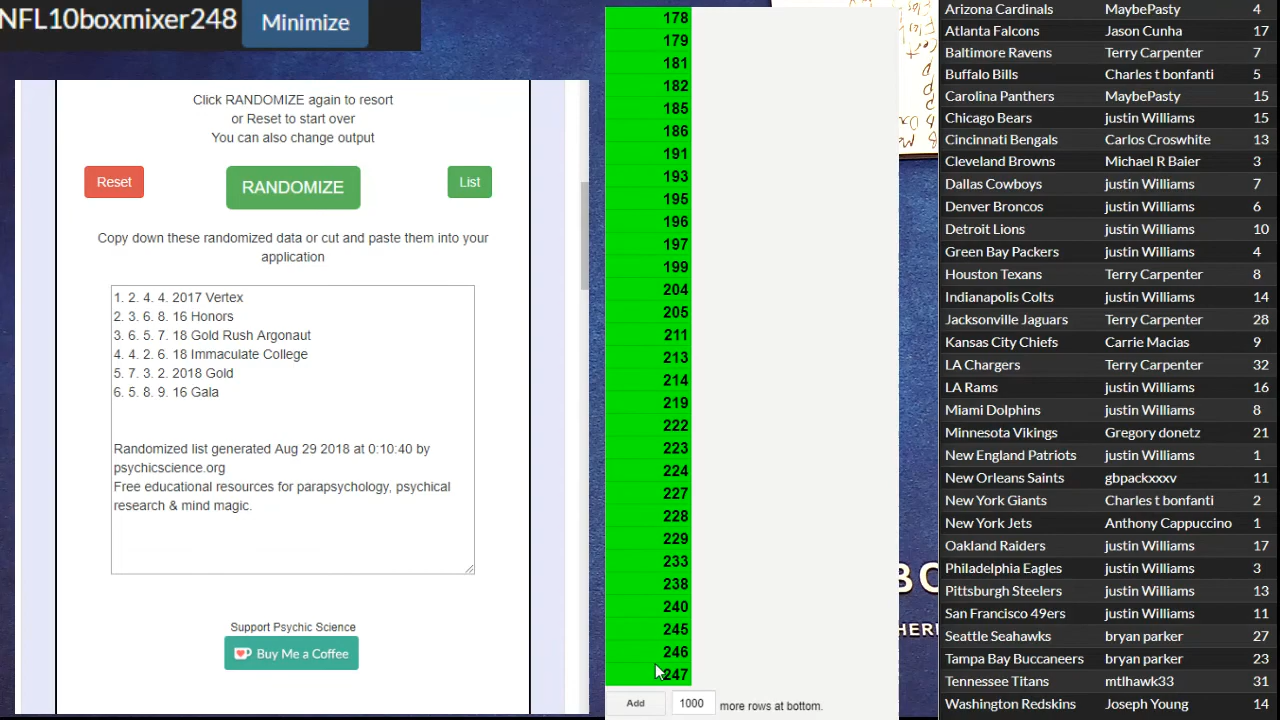 NFL10boxmixer248
Minimize
Click RANDOMIZE again to resort
or Reset to start over
You can also change output
Reset
RANDOMIZE
List
Copy down these randomized data or cut and paste them into your
application
1. 2. 4. 4. 2017 Vertex
2. 3. 6. 8. 16 Honors
3. 6. 5. 7. 18 Gold Rush Argonaut
4. 4. 2. 6. 18 Immaculate College
5. 7. 3. 2. 2018 Gold
6. 5. 8. 9. 16 Gala
Randomized list generated Aug 29 2018 at 0:10:40 by
psychicscience.org
Free educational resources for parapsychology, psychical
research & mind magic.
Support Psychic Science
Buy Me a Coffee
178
179
181
182
185
186
191
193
195
196
197
199
204
205
211
213
214
219
222
223
224
227
228
229
233
238
240
245
246
247
Add 1000 more rows at bottom.
Arizona Cardinals MaybePasty 4
Atlanta Falcons Jason Cunha 17
Baltimore Ravens Terry Carpenter 7
Buffalo Bills Charles t bonfanti 5
Carolina Panthers MaybePasty 15
Chicago Bears justin Williams 15
Cincinnati Bengals Carlos Croswhite 13
Cleveland Browns Michael R Baier 3
Dallas Cowboys justin Williams 7
Denver Broncos justin Williams 6
Detroit Lions justin Williams 10
Green Bay Packers justin Williams 4
Houston Texans Terry Carpenter 8
Indianapolis Colts justin Williams 14
Jacksonville Jaguars Terry Carpenter 28
Kansas City Chiefs Carrie Macias 9
LA Chargers Terry Carpenter 32
LA Rams justin Williams 16
Miami Dolphins justin Williams 8
Minnesota Vikings gregary krentz 21
New England Patriots justin Williams 1
New Orleans Saints gppackov 11
New York Giants Charles t bonfanti 2
New York Jets Anthony Cappuccino 1
Oakland Raiders justin Williams 17
Philadelphia Eagles justin Williams 3
Pittsburgh Steelers justin Williams 13
San Francisco 49ers justin Williams 11
Seattle Seahawks bryan parker 27
Tampa Bay Buccaneers bryan parker 23
Tennessee Titans mtthawk33 31
Washington Redskins Martin Young 14
BO
HERE